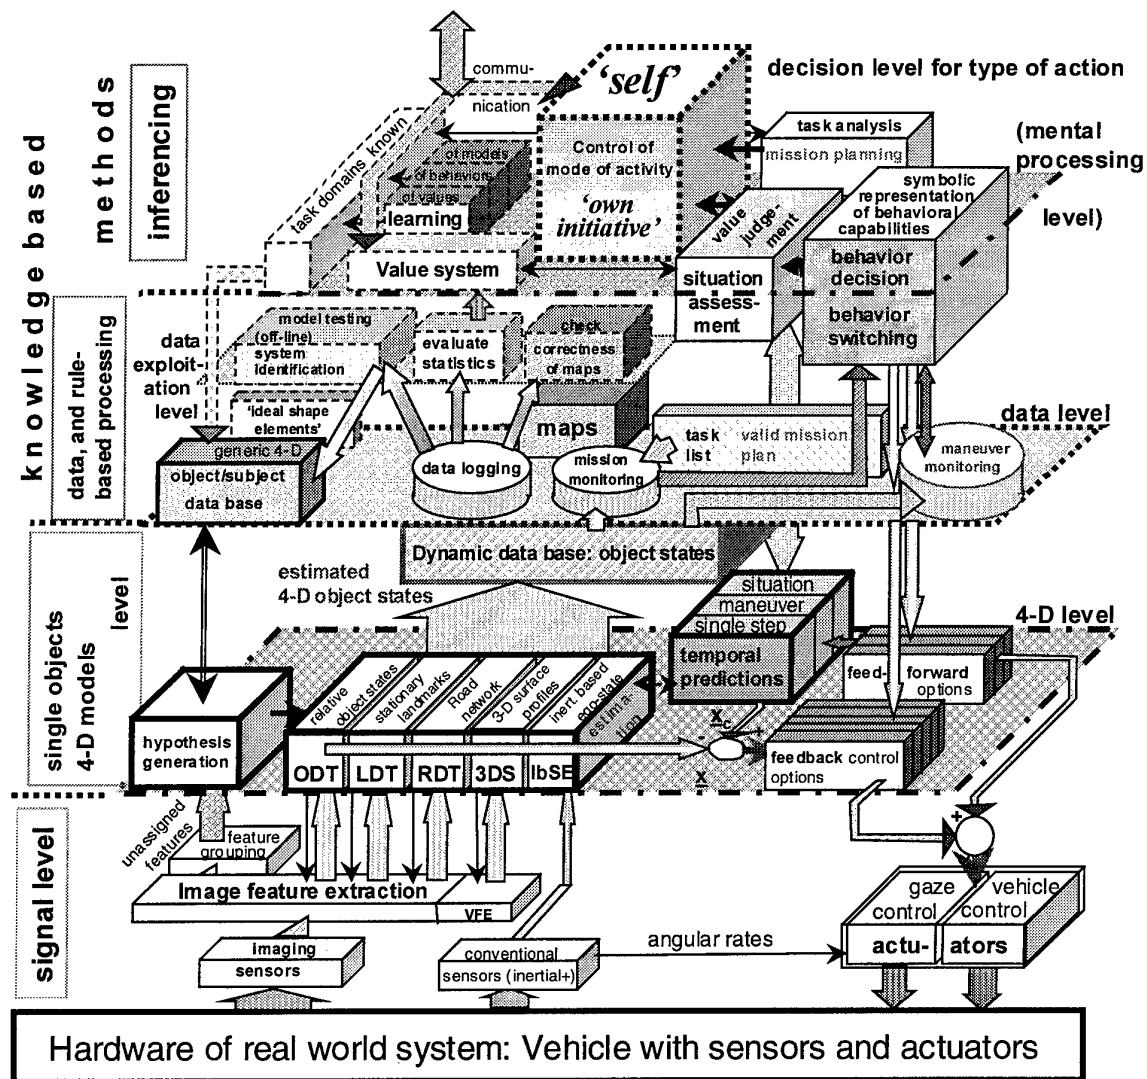 commu-
nication
'self'
decision level for type of action
(mental
processing
level)
knowledge based
methods
inferencing
task domains known
of models
of behaviors
of values
learning
Value system
Control of
mode of activity
'own
initiative'
task analysis
mission planning
value
judge-
ment
symbolic
representation
of behavioral
capabilities
situation
assess-
ment
behavior
decision
behavior
switching
data, and rule-
based processing
data
exploit-
ation
level
model testing
(off-line)
system
identification
evaluate
statistics
check
correctness
of maps
'ideal shape
elements'
generic 4-D
object/subject
data base
maps
data logging
mission
monitoring
task
list
valid mission
plan
data level
maneuver
monitoring
Dynamic data base: object states
estimated
4-D object states
single objects
4-D models
level
situation
maneuver
single step
temporal
predictions
4-D level
feed-
forward
options
feedback control
options
hypothesis
generation
relative
object states
stationary
landmarks
Road
network
3-D surface
profiles
inert. based
ego-state
estima
tion
ODT
LDT
RDT
3DS
IbSE
x
c
-
+
x
signal level
unassigned
features
feature
grouping
Image feature extraction
VFE
imaging
sensors
conventional
sensors (inertial+)
angular rates
+
gaze
control
vehicle
control
actu-
ators
Hardware of real world system: Vehicle with sensors and actuators